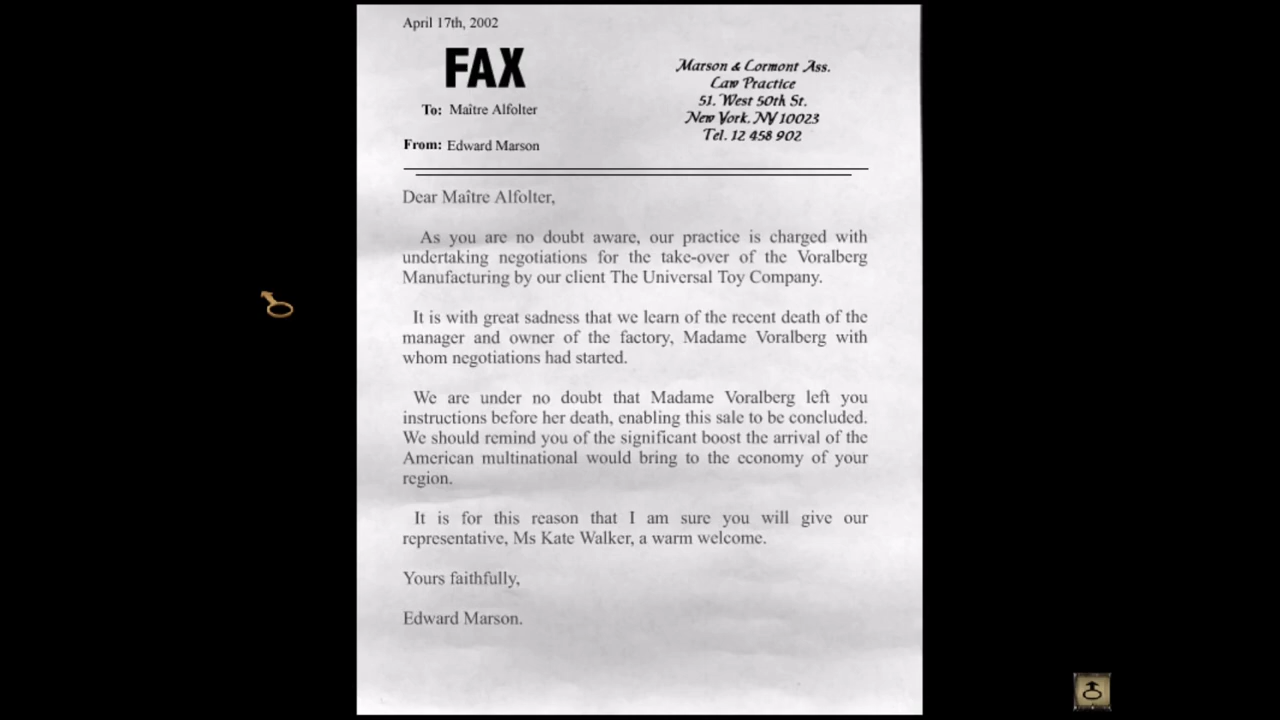 April 17th, 2002
FAX
To: Maître Alfolter
From: Edward Marson
Marson & Lormont Ass.
Law Practice
51. West 50th St.
New York. NY 10023
Tel. 12 458 902
Dear Maître Alfolter,
As you are no doubt aware, our practice is charged with
undertaking negotiations for the take-over of the Voralberg
Manufacturing by our client The Universal Toy Company.
It is with great sadness that we learn of the recent death of the
manager and owner of the factory, Madame Voralberg with
whom negotiations had started.
We are under no doubt that Madame Voralberg left you
instructions before her death, enabling this sale to be concluded.
We should remind you of the significant boost the arrival of the
American multinational would bring to the economy of your
region.
It is for this reason that I am sure you will give our
representative, Ms Kate Walker, a warm welcome.
Yours faithfully,
Edward Marson.